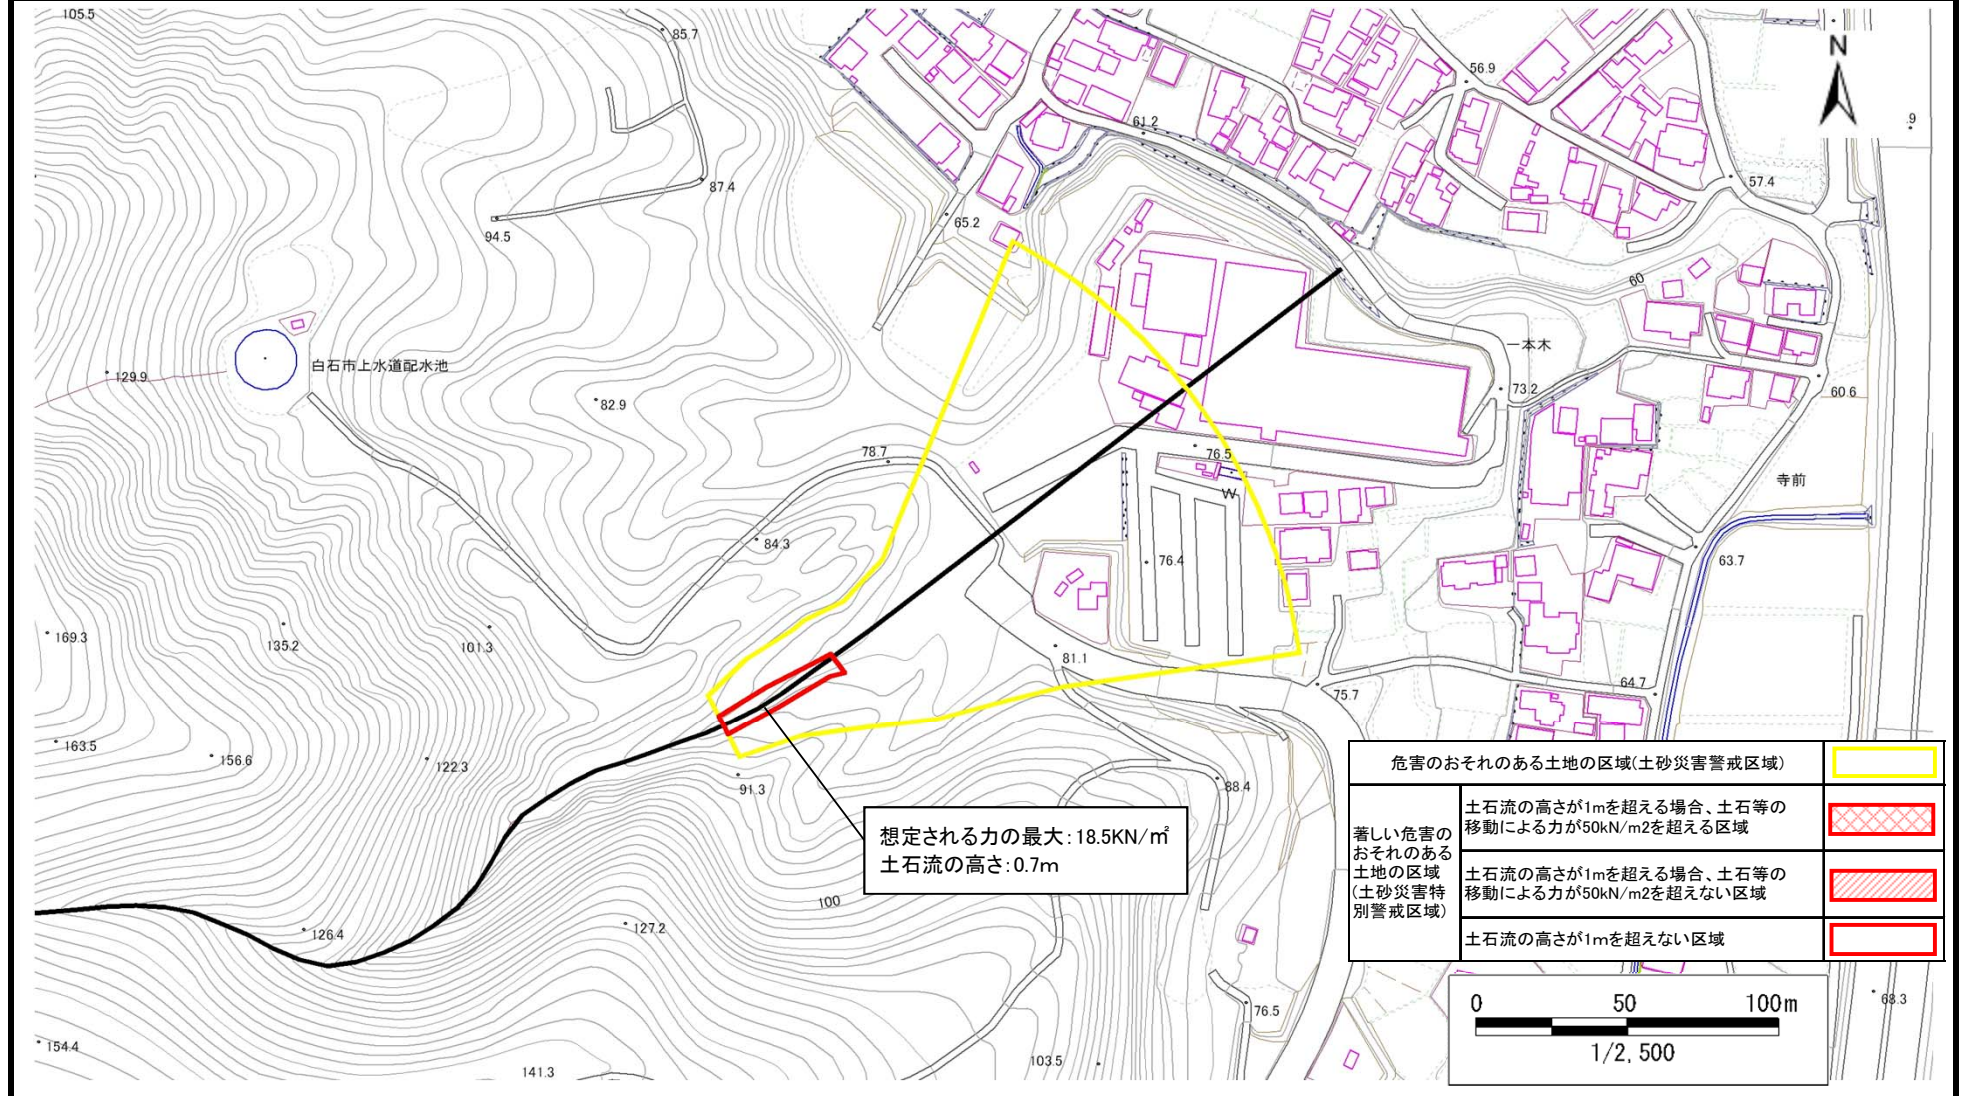 105.5
85.7
N
56.9
61.2
.9
87.4
57.4
65.2
94.5
60
一本木
白石市上水道配水池
129.9
73.2
60.6
82.9
78.7
76.5
寺前
W
84.3
76.4
63.7
169.3
135.2
101.3
81.1
64.7
75.7
163.5
156.6
122.3
91.3
88.4
危害のおそれのある土地の区域(土砂災害警戒区域)
著しい危害の
おそれのある
土地の区域
(土砂災害特
別警戒区域)
土石流の高さが1mを超える場合、土石等の
移動による力が50kN/m2を超える区域
土石流の高さが1mを超える場合、土石等の
移動による力が50kN/m2を超えない区域
土石流の高さが1mを超えない区域
想定される力の最大:18.5KN/㎡
土石流の高さ:0.7m
100
127.2
126.4
76.5
68.3
154.4
141.3
103.5
0 50 100m
1/2,500